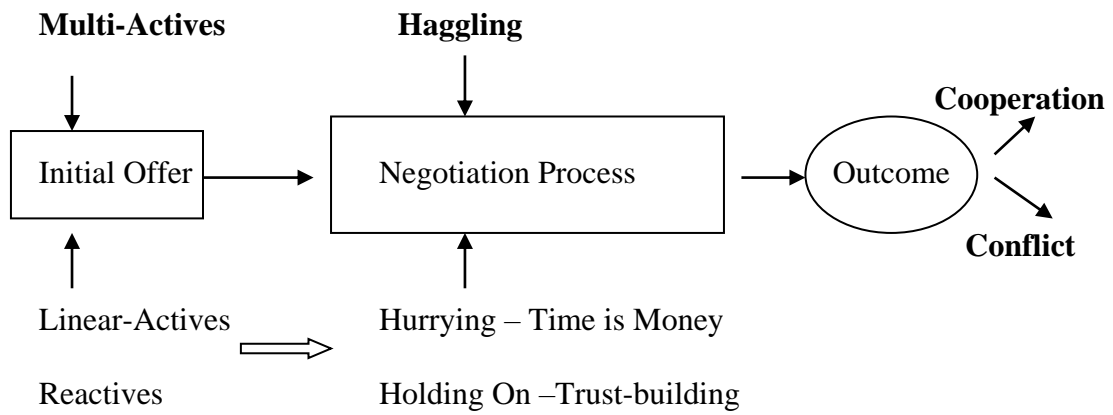 Multi-Actives Haggling
Cooperation
Initial Offer Negotiation Process Outcome
Conflict
Linear-Actives Hurrying – Time is Money
Reactives Holding On –Trust-building